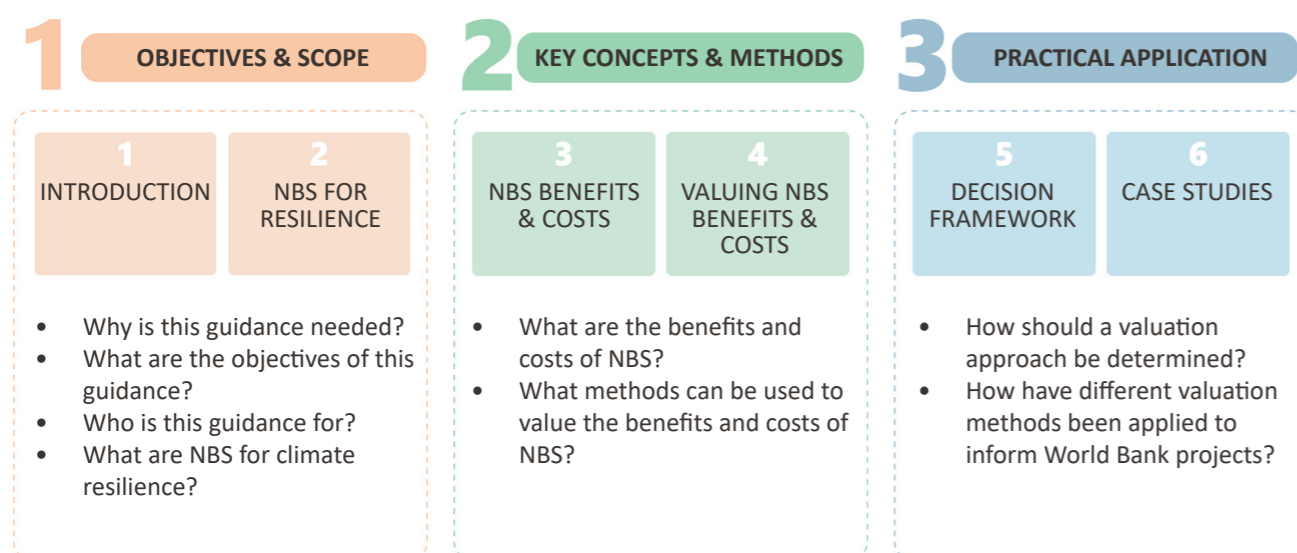 1 OBJECTIVES & SCOPE
1
INTRODUCTION
2
NBS FOR
RESILIENCE
• Why is this guidance needed?
• What are the objectives of this
guidance?
• Who is this guidance for?
• What are NBS for climate
resilience?
2 KEY CONCEPTS & METHODS
3
NBS BENEFITS
& COSTS
4
VALUING NBS
BENEFITS &
COSTS
• What are the benefits and
costs of NBS?
• What methods can be used to
value the benefits and costs of
NBS?
3 PRACTICAL APPLICATION
5
DECISION
FRAMEWORK
6
CASE STUDIES
• How should a valuation
approach be determined?
• How have different valuation
methods been applied to
inform World Bank projects?